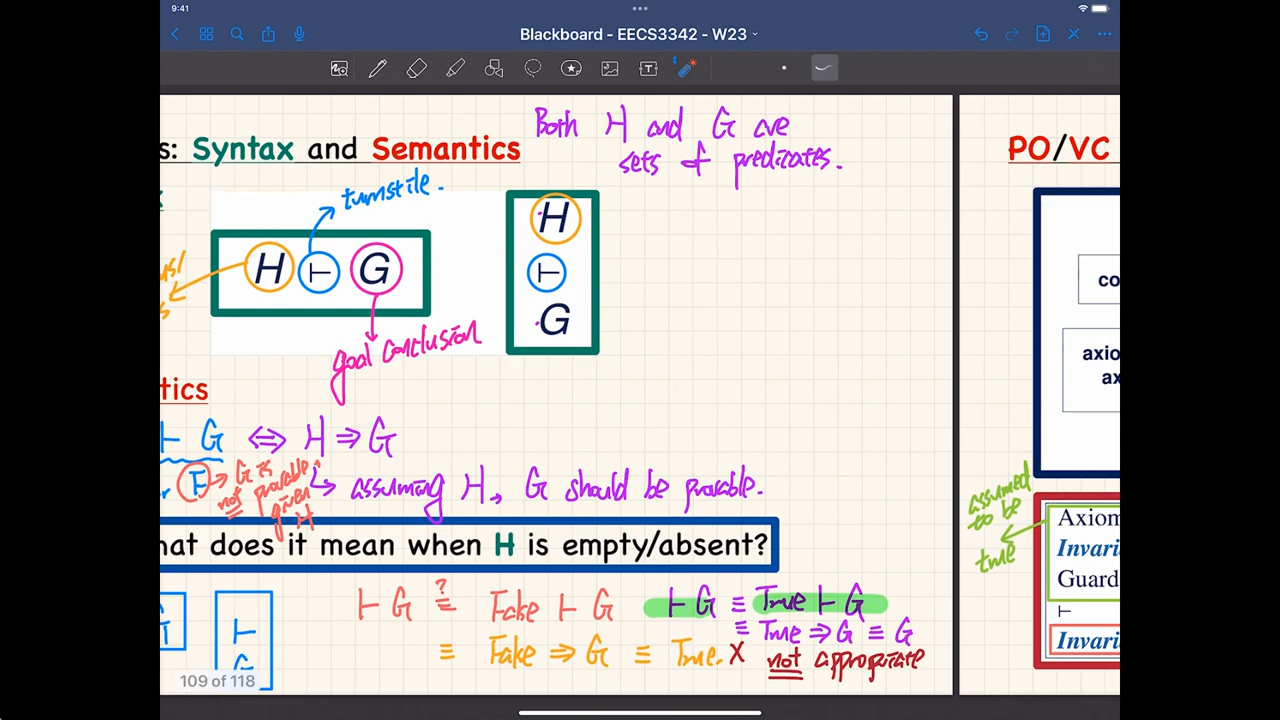 9:41
Blackboard - EECS3342 - W23
s: Syntax and Semantics
Both H and G are
sets of predicates.
PO/VC
turnstile.
H ⊢ G
H
⊢
G
goal conclusion
co
axio
ax
tics
⊢ G ⇔ H ⇒ G
F → G is
not provable
given
H
↳ assuming H, G should be provable.
assumed
to be
true
hat does it mean when H is empty/absent?
Axiom
Invari
Guard
⊢
Invari
⊢ G ≡? False ⊢ G
≡ False ⇒ G ≡ True. X
⊢ G ≡ True ⊢ G
≡ True ⇒ G ≡ G
not appropriate
⊢
G
109 of 118